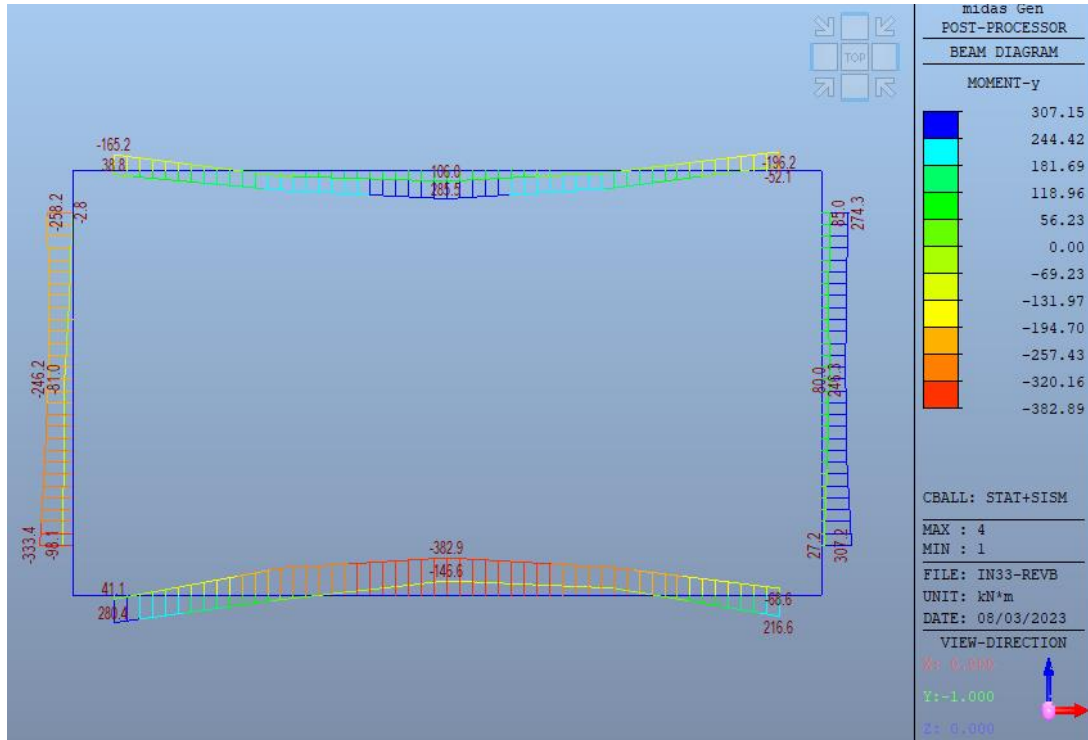 midas Gen
POST-PROCESSOR
BEAM DIAGRAM
MOMENT-y
307.15
244.42
181.69
118.96
56.23
0.00
-69.23
-131.97
-194.70
-257.43
-320.16
-382.89
CBALL: STAT+SISM
MAX : 4
MIN : 1
FILE: IN33-REVB
UNIT: kN*m
DATE: 08/03/2023
VIEW-DIRECTION
X: 0.000
Y:-1.000
Z: 0.000
TOP
-165.2
38.8
106.0
285.5
-196.2
-52.1
-258.2
-2.8
85.0
274.3
-246.2
-81.0
80.0
246.3
-333.4
-98.1
27.2
307.2
-382.9
-146.6
41.1
280.4
-68.6
216.6